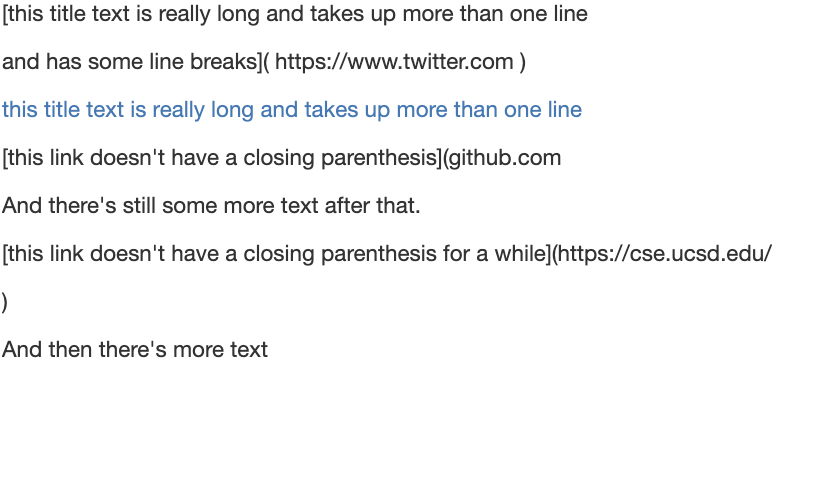 [this title text is really long and takes up more than one line
and has some line breaks]( https://www.twitter.com )
this title text is really long and takes up more than one line
[this link doesn't have a closing parenthesis](github.com
And there's still some more text after that.
[this link doesn't have a closing parenthesis for a while](https://cse.ucsd.edu/
)
And then there's more text